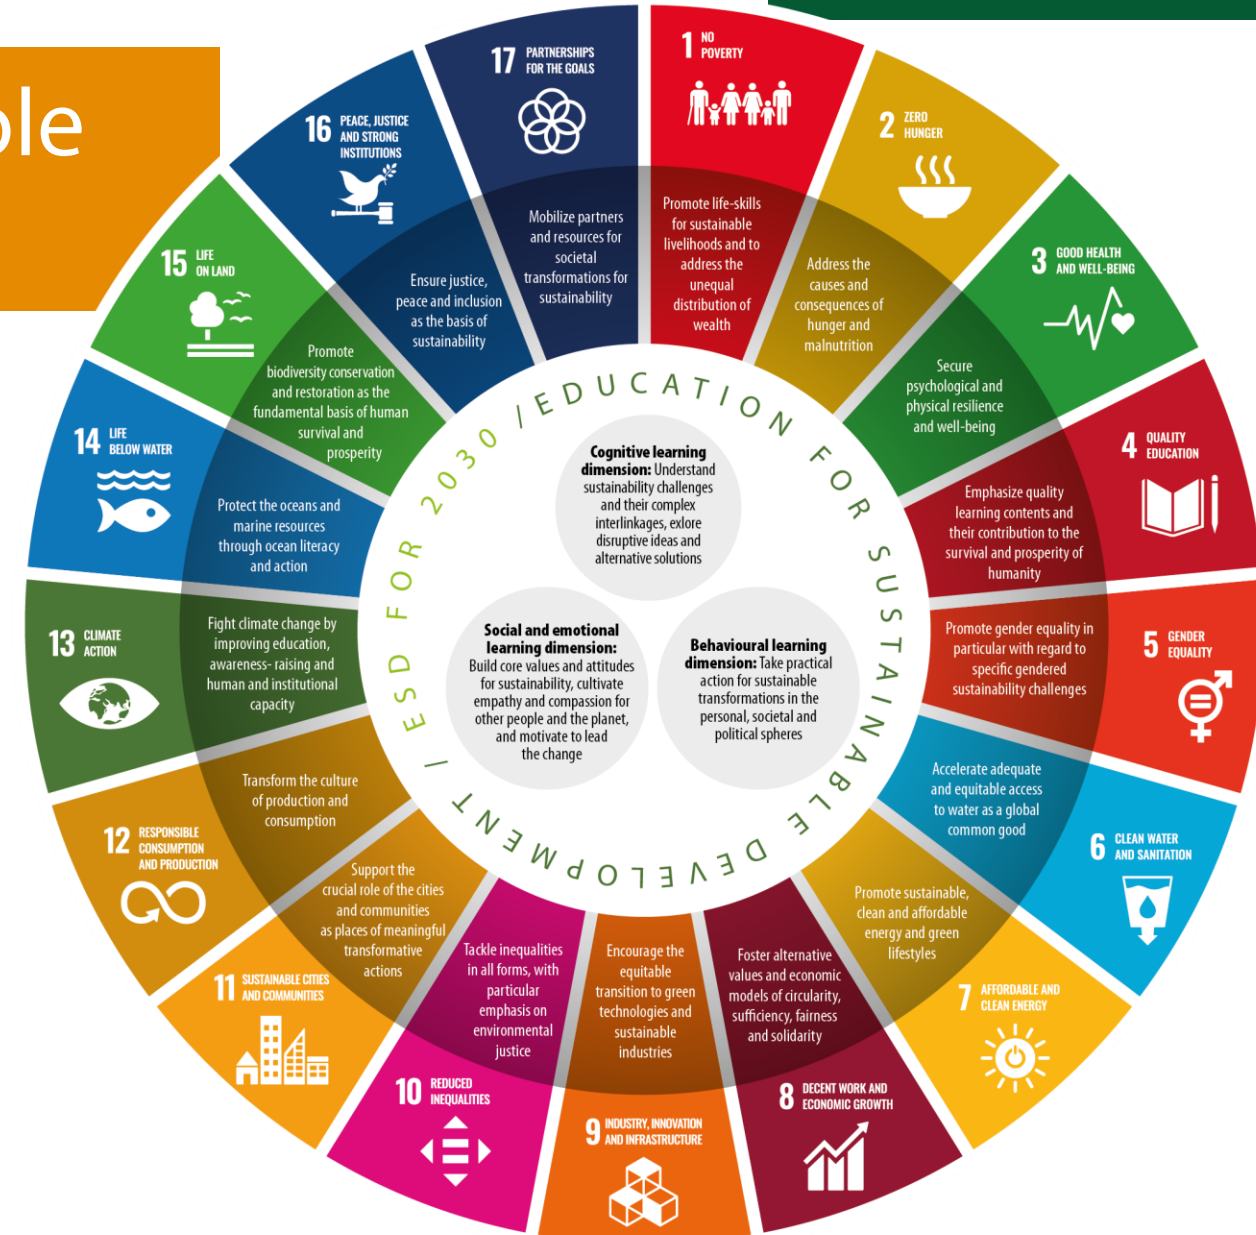 ole
17 PARTNERSHIPS
FOR THE GOALS
Mobilize partners
and resources for
societal
transformations for
sustainability
1 NO
POVERTY
Promote life-skills
for sustainable
livelihoods and to
address the
unequal
distribution of
wealth
2 ZERO
HUNGER
Address the
causes and
consequences of
hunger and
malnutrition
3 GOOD HEALTH
AND WELL-BEING
Secure
psychological and
physical resilience
and well-being
4 QUALITY
EDUCATION
Emphasize quality
learning contents and
their contribution to the
survival and prosperity of
humanity
5 GENDER
EQUALITY
Promote gender equality in
particular with regard to
specific gendered
sustainability challenges
6 CLEAN WATER
AND SANITATION
Accelerate adequate
and equitable access
to water as a global
common good
7 AFFORDABLE AND
CLEAN ENERGY
Promote sustainable,
clean and affordable
energy and green
lifestyles
8 DECENT WORK AND
ECONOMIC GROWTH
Foster alternative
values and economic
models of circularity,
sufficiency, fairness
and solidarity
9 INDUSTRY, INNOVATION
AND INFRASTRUCTURE
Encourage the
equitable
transition to green
technologies and
sustainable
industries
10 REDUCED
INEQUALITIES
Tackle inequalities
in all forms, with
particular
emphasis on
environmental
justice
11 SUSTAINABLE CITIES
AND COMMUNITIES
Support the
crucial role of the cities
and communities
as places of meaningful
transformative
actions
12 RESPONSIBLE
CONSUMPTION
AND PRODUCTION
Transform the culture
of production and
consumption
13 CLIMATE
ACTION
Fight climate change by
improving education,
awareness- raising and
human and institutional
capacity
14 LIFE
BELOW WATER
Protect the oceans and
marine resources
through ocean literacy
and action
15 LIFE
ON LAND
Promote
biodiversity conservation
and restoration as the
fundamental basis of human
survival and
prosperity
16 PEACE, JUSTICE
AND STRONG
INSTITUTIONS
Ensure justice,
peace and inclusion
as the basis of
sustainability
/ EDUCATION FOR SUSTAINABLE DEVELOPMENT / ESD FOR 2030
Cognitive learning
dimension: Understand
sustainability challenges
and their complex
interlinkages, exlore
disruptive ideas and
alternative solutions
Social and emotional
learning dimension:
Build core values and attitudes
for sustainability, cultivate
empathy and compassion for
other people and the planet,
and motivate to lead
the change
Behavioural learning
dimension: Take practical
action for sustainable
transformations in the
personal, societal and
political spheres